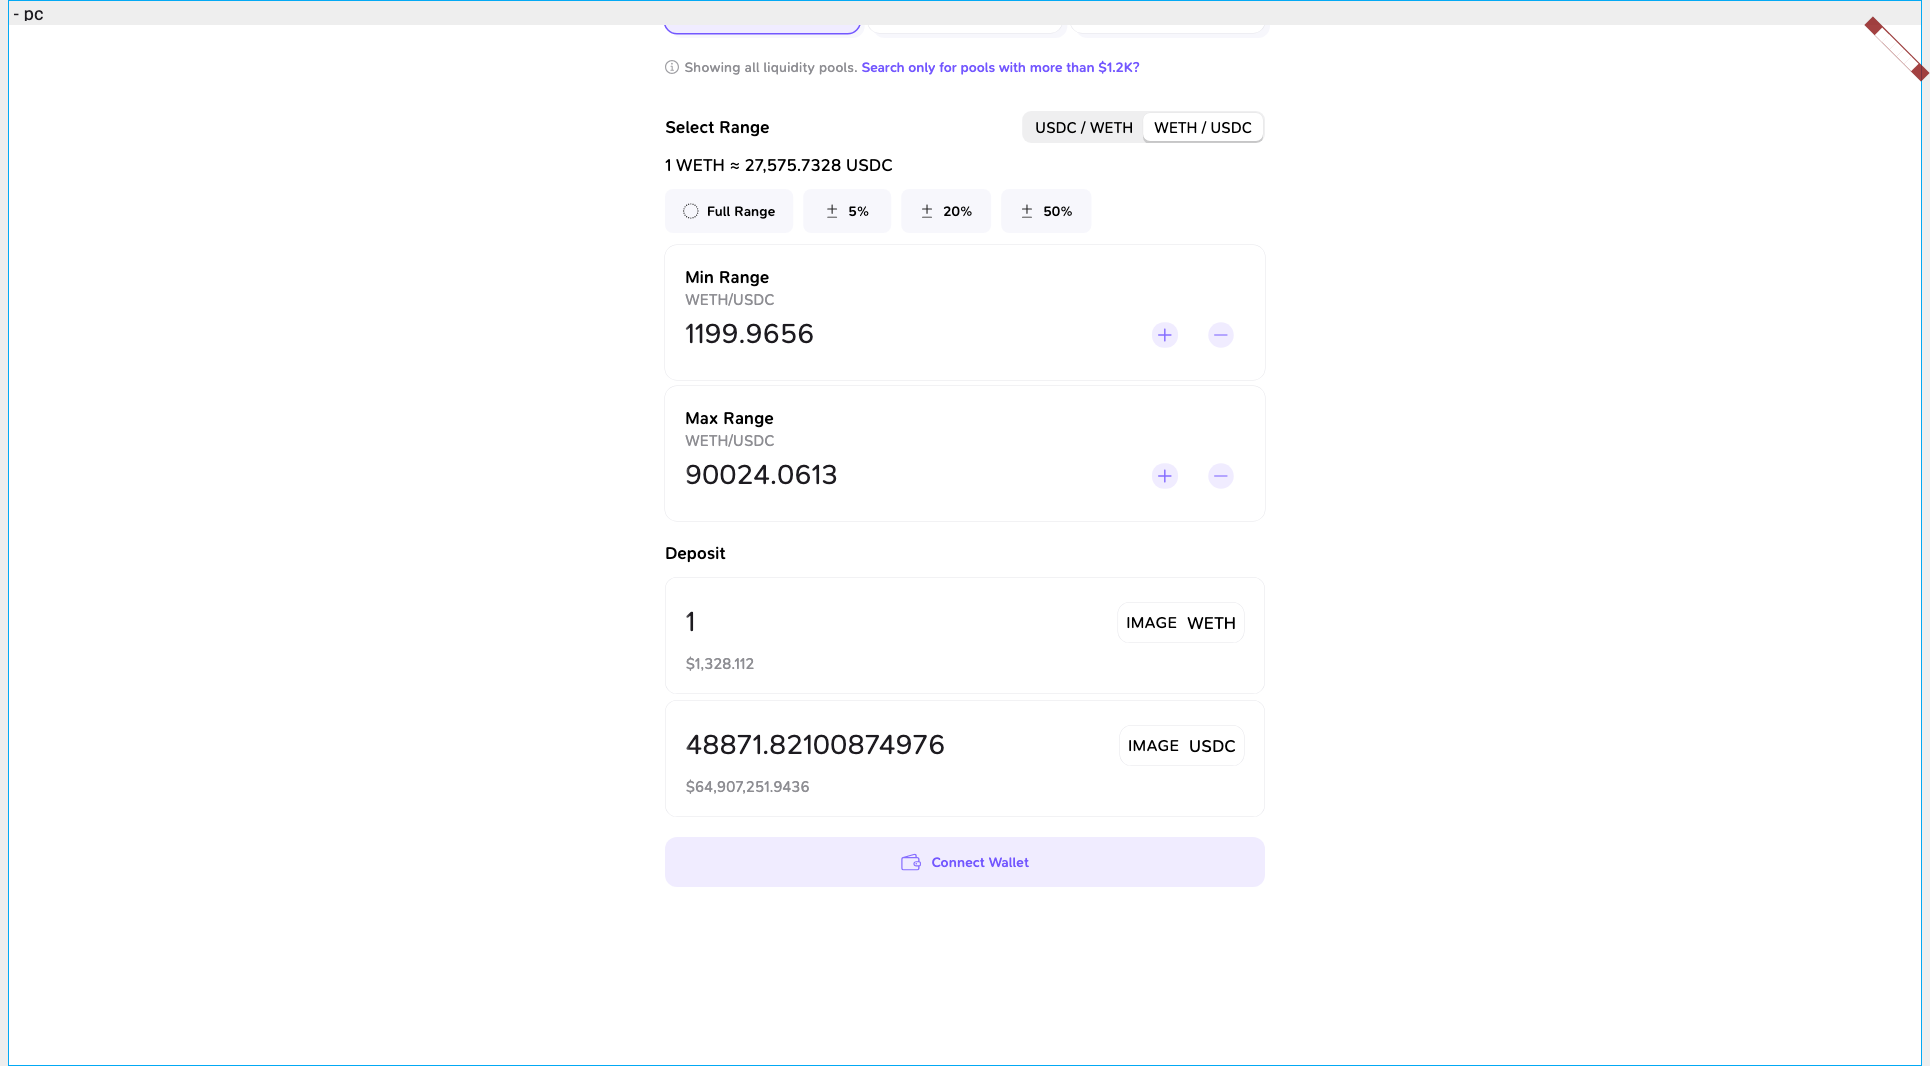 - pc
Showing all liquidity pools. Search only for pools with more than $1.2K?
Select Range
USDC / WETH
WETH / USDC
1 WETH ≈ 27,575.7328 USDC
Full Range
± 5%
± 20%
± 50%
Min Range
WETH/USDC
1199.9656
Max Range
WETH/USDC
90024.0613
Deposit
1
IMAGE WETH
$1,328.112
48871.82100874976
IMAGE USDC
$64,907,251.9436
Connect Wallet